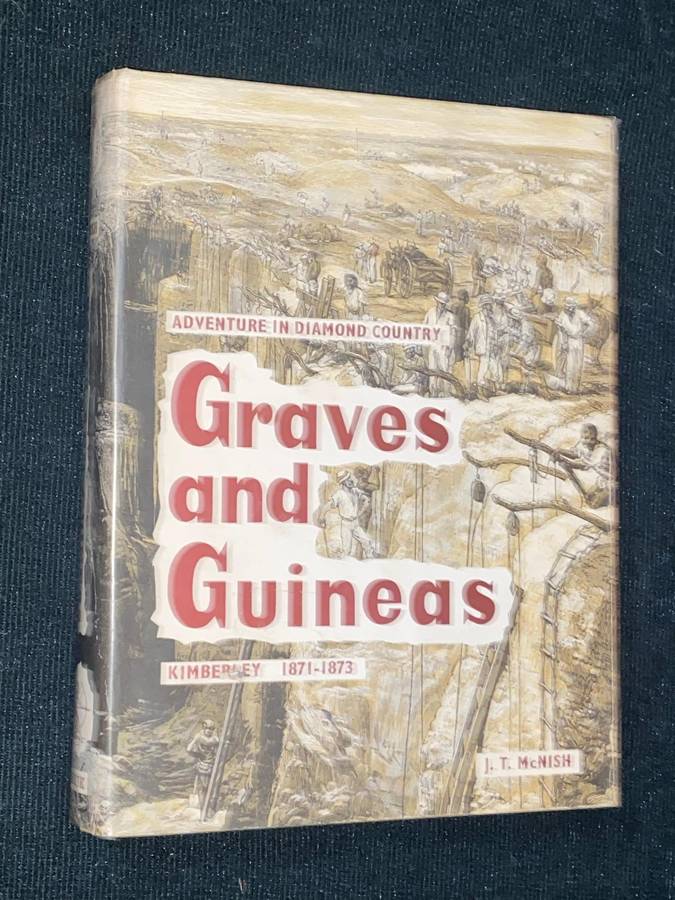 ADVENTURE IN DIAMOND COUNTRY
Graves
and
Guineas
KIMBERLEY 1871-1873
J. T. McNISH